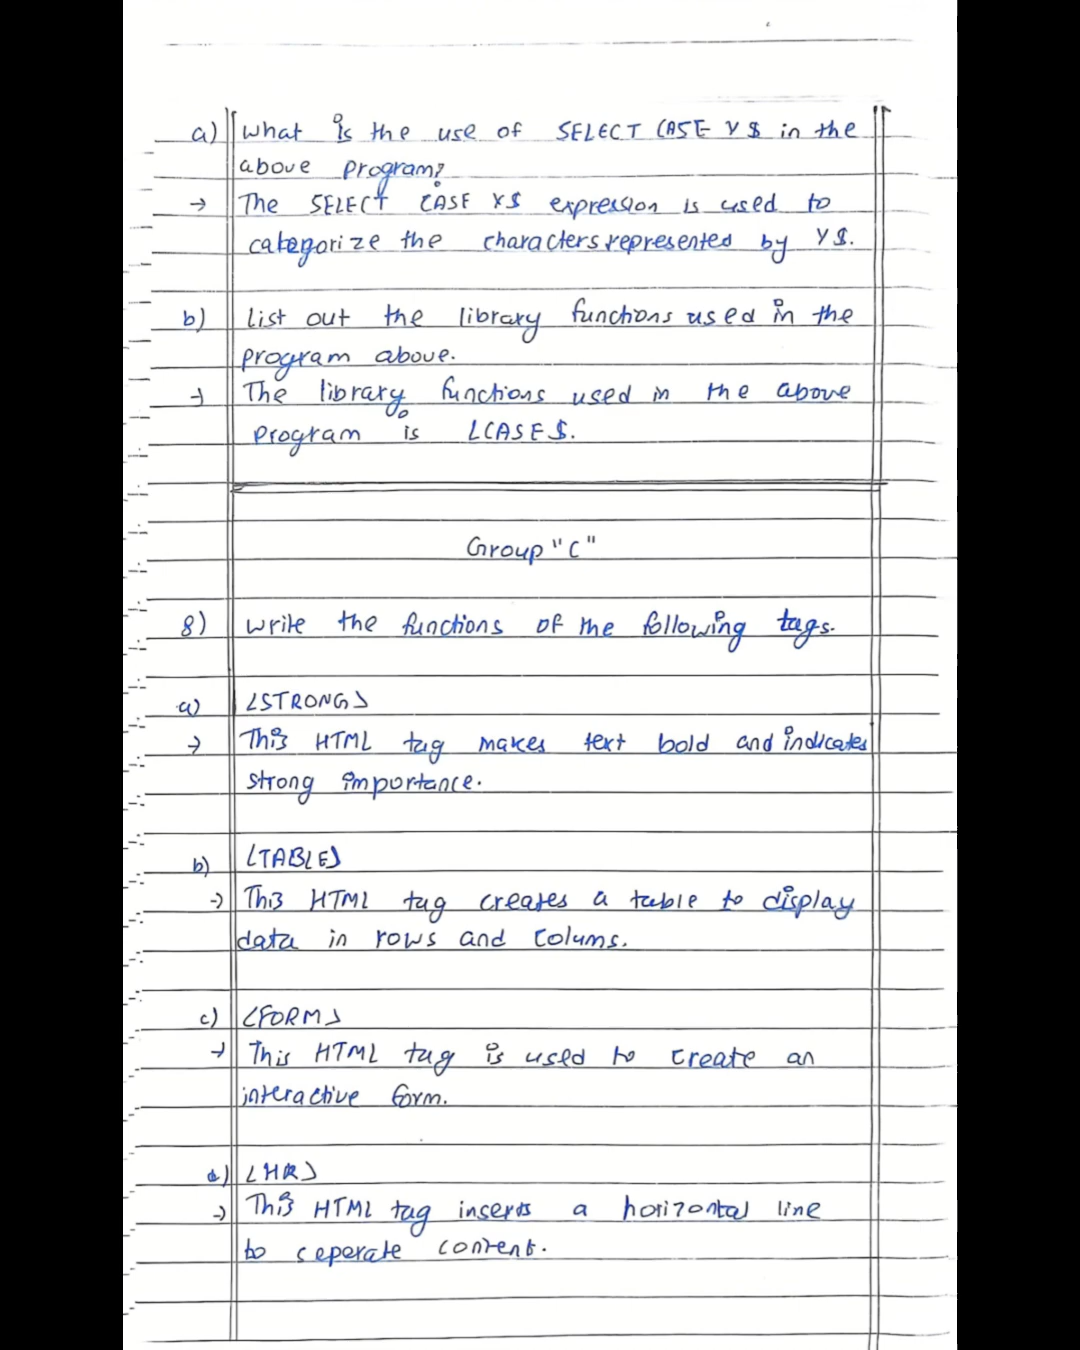 a) What is the use of SELECT CASE Y$ in the
above program?
→ The SELECT CASE Y$ expression is used to
categorize the characters represented by Y$.
b) List out the library functions used in the
program above.
→ The library functions used in the above
program is LCASE$.
Group "C"
8) Write the functions of the following tags.
a) <STRONG>
→ This HTML tag makes text bold and indicates
strong importance.
b) <TABLE>
→ This HTML tag creates a table to display
data in rows and colums.
c) <FORM>
→ This HTML tag is used to create an
interactive form.
d) <HR>
→ This HTML tag inserts a horizontal line
to seperate content.